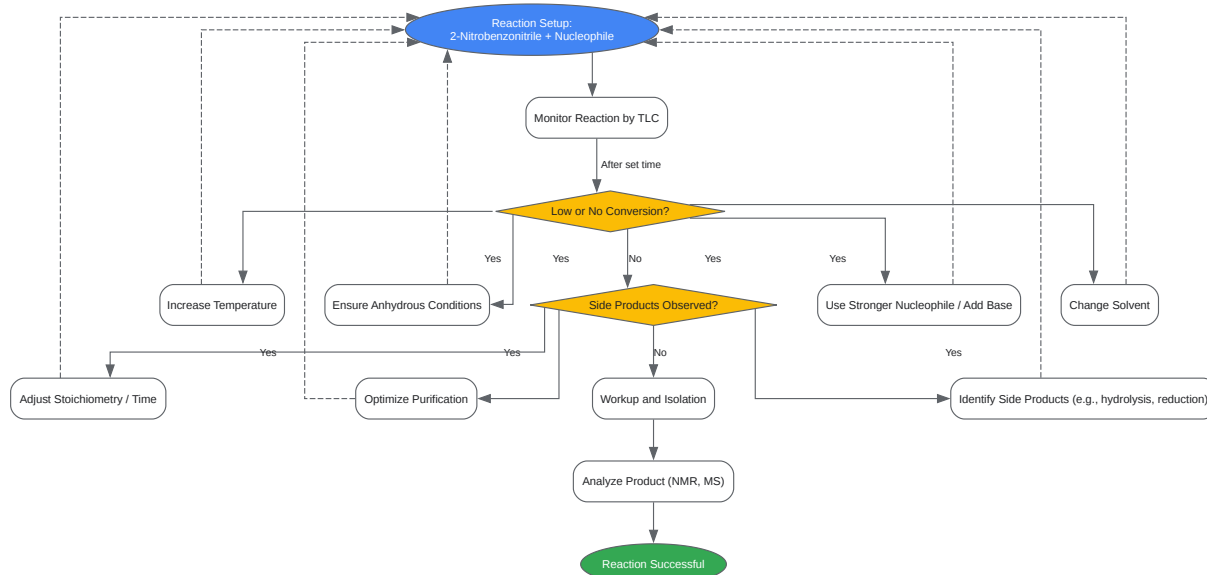 Reaction Setup:
2-Nitrobenzonitrile + Nucleophile
Monitor Reaction by TLC
After set time
Low or No Conversion?
Yes
Yes
No
Yes
Yes
Increase Temperature
Ensure Anhydrous Conditions
Side Products Observed?
Use Stronger Nucleophile / Add Base
Change Solvent
Yes
Yes
No
Yes
Adjust Stoichiometry / Time
Optimize Purification
Workup and Isolation
Identify Side Products (e.g., hydrolysis, reduction)
Analyze Product (NMR, MS)
Reaction Successful